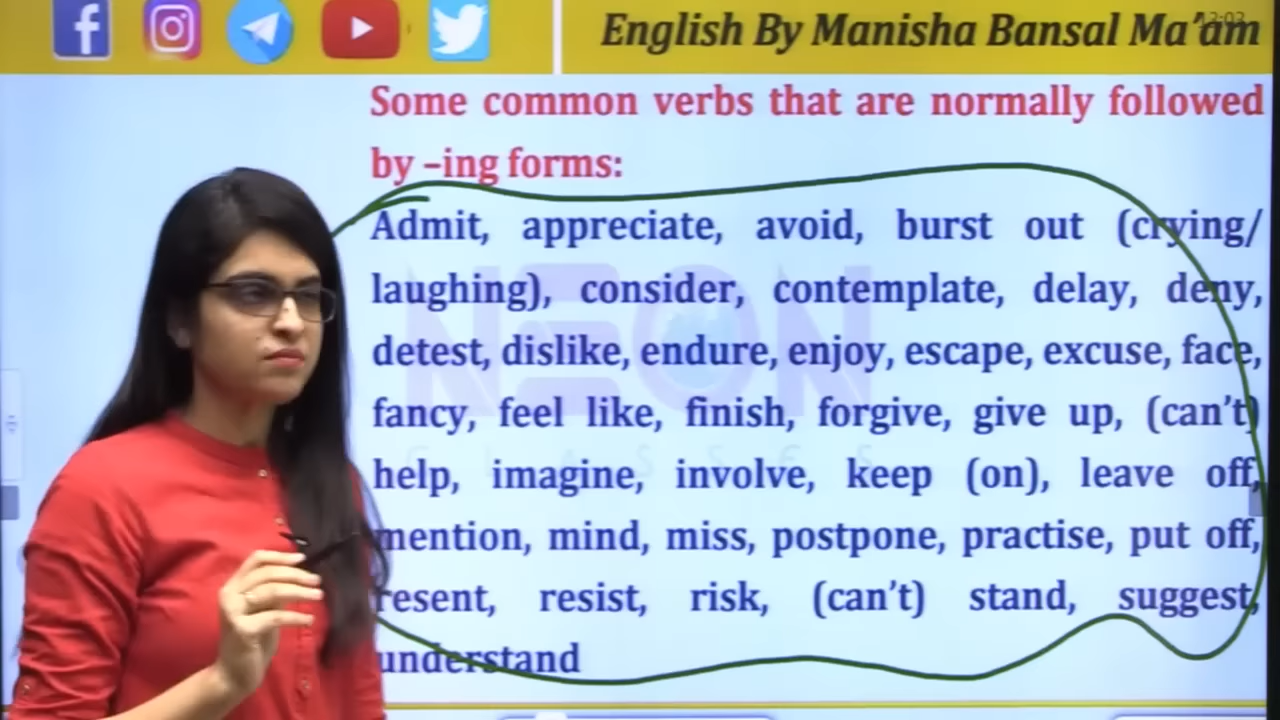 English By Manisha Bansal Ma'am
Some common verbs that are normally followed
by –ing forms:
Admit, appreciate, avoid, burst out (crying/
laughing), consider, contemplate, delay, deny,
detest, dislike, endure, enjoy, escape, excuse, face,
fancy, feel like, finish, forgive, give up, (can't)
help, imagine, involve, keep (on), leave off,
mention, mind, miss, postpone, practise, put off,
resent, resist, risk, (can't) stand, suggest,
understand
NEON
CLASSES